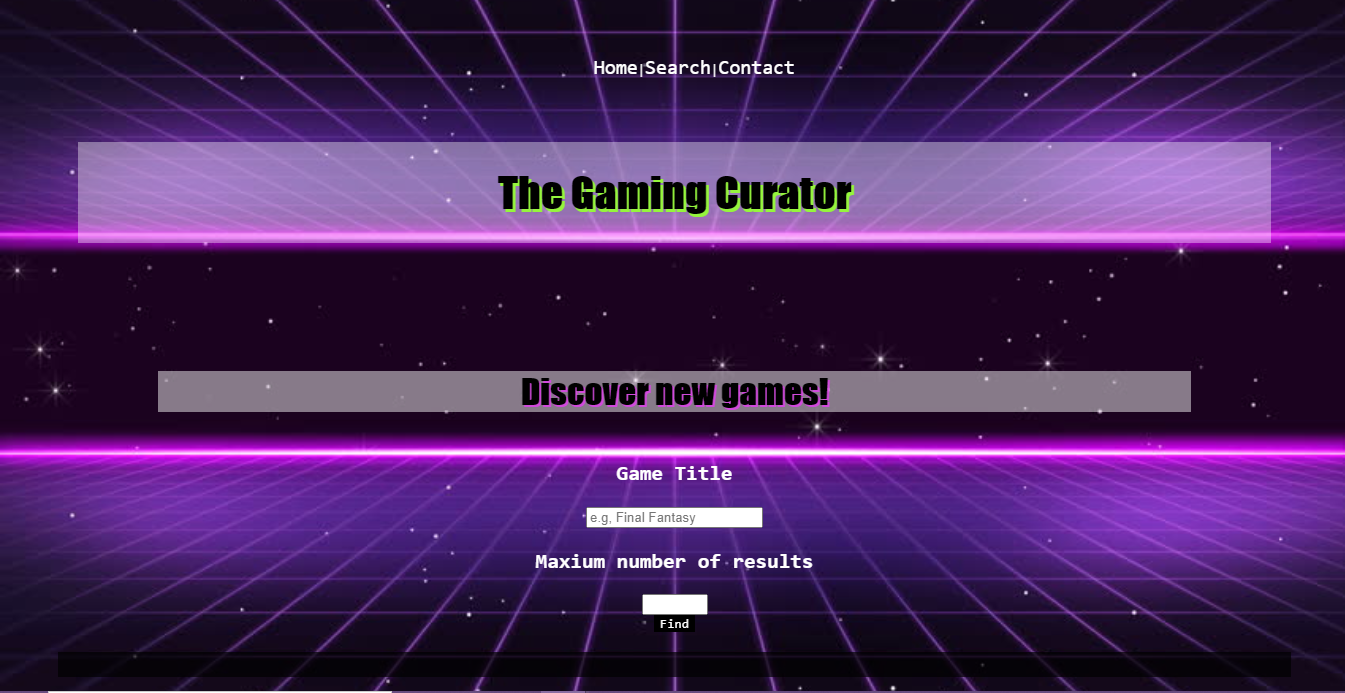 Home|Search|Contact
The Gaming Curator
Discover new games!
Game Title
e.g, Final Fantasy
Maxium number of results
Find